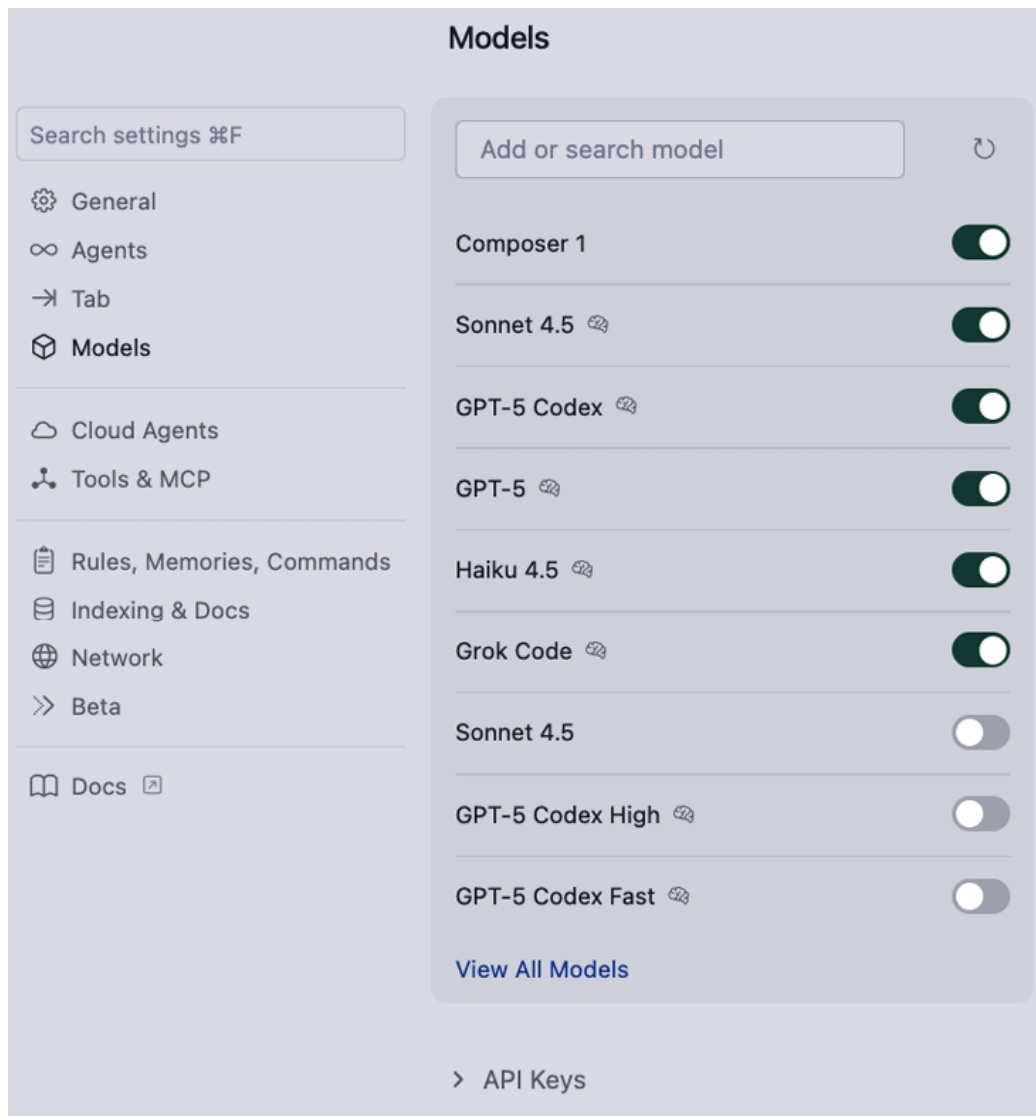 Models
Search settings ⌘F
General
Agents
Tab
Models
Cloud Agents
Tools & MCP
Rules, Memories, Commands
Indexing & Docs
Network
Beta
Docs
Add or search model
Composer 1
Sonnet 4.5
GPT-5 Codex
GPT-5
Haiku 4.5
Grok Code
Sonnet 4.5
GPT-5 Codex High
GPT-5 Codex Fast
View All Models
API Keys